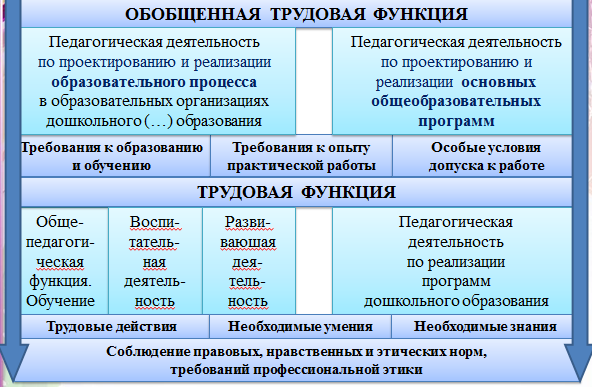 ОБОБЩЕННАЯ ТРУДОВАЯ ФУНКЦИЯ
Педагогическая деятельность
по проектированию и реализации
образовательного процесса
в образовательных организациях
дошкольного (…) образования
Педагогическая деятельность
по проектированию и
реализации основных
общеобразовательных
программ
Требования к образованию
и обучению
Требования к опыту
практической работы
Особые условия
допуска к работе
ТРУДОВАЯ ФУНКЦИЯ
Обще-
педагоги-
ческая
функция.
Обучение
Воспи-
татель-
ная
деятель-
ность
Разви-
вающая
дея-
тель-
ность
Педагогическая
деятельность
по реализации
программ
дошкольного образования
Трудовые действия
Необходимые умения
Необходимые знания
Соблюдение правовых, нравственных и этических норм,
требований профессиональной этики